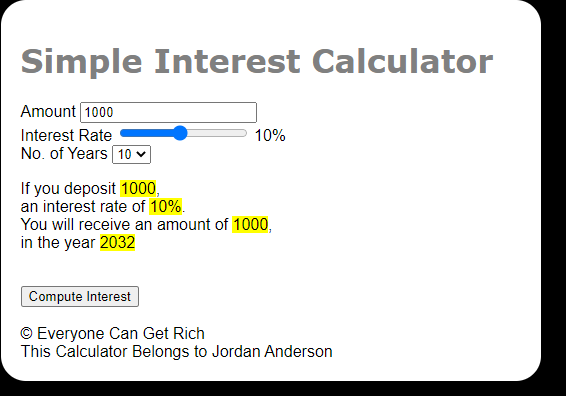 Simple Interest Calculator
Amount 1000
Interest Rate 10%
No. of Years 10
If you deposit 1000,
an interest rate of 10%.
You will receive an amount of 1000,
in the year 2032
Compute Interest
© Everyone Can Get Rich
This Calculator Belongs to Jordan Anderson